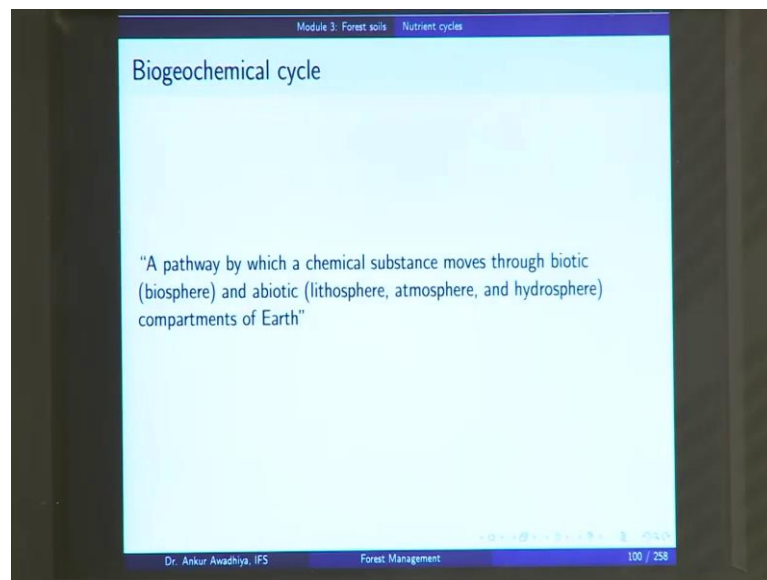 Module 3: Forest soils Nutrient cycles
Biogeochemical cycle
“A pathway by which a chemical substance moves through biotic
(biosphere) and abiotic (lithosphere, atmosphere, and hydrosphere)
compartments of Earth”
Dr. Ankur Awadhiya, IFS Forest Management 100 / 258